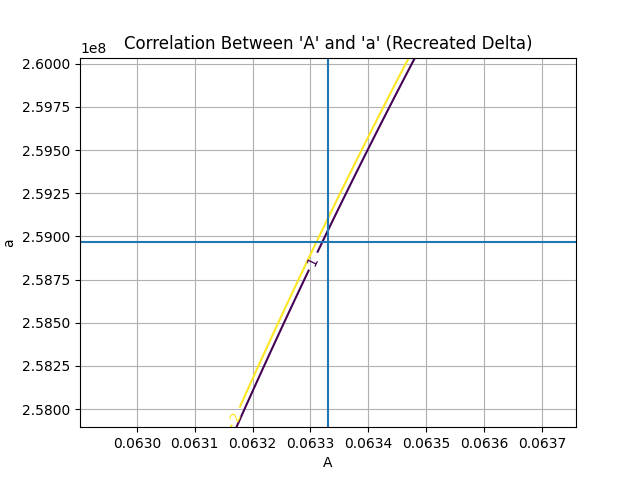 Correlation Between 'A' and 'a' (Recreated Delta)
1e8
2.6000
2.5975
2.5950
2.5925
2.5900
2.5875
2.5850
2.5825
2.5800
a
1
2
0.0630 0.0631 0.0632 0.0633 0.0634 0.0635 0.0636 0.0637
A